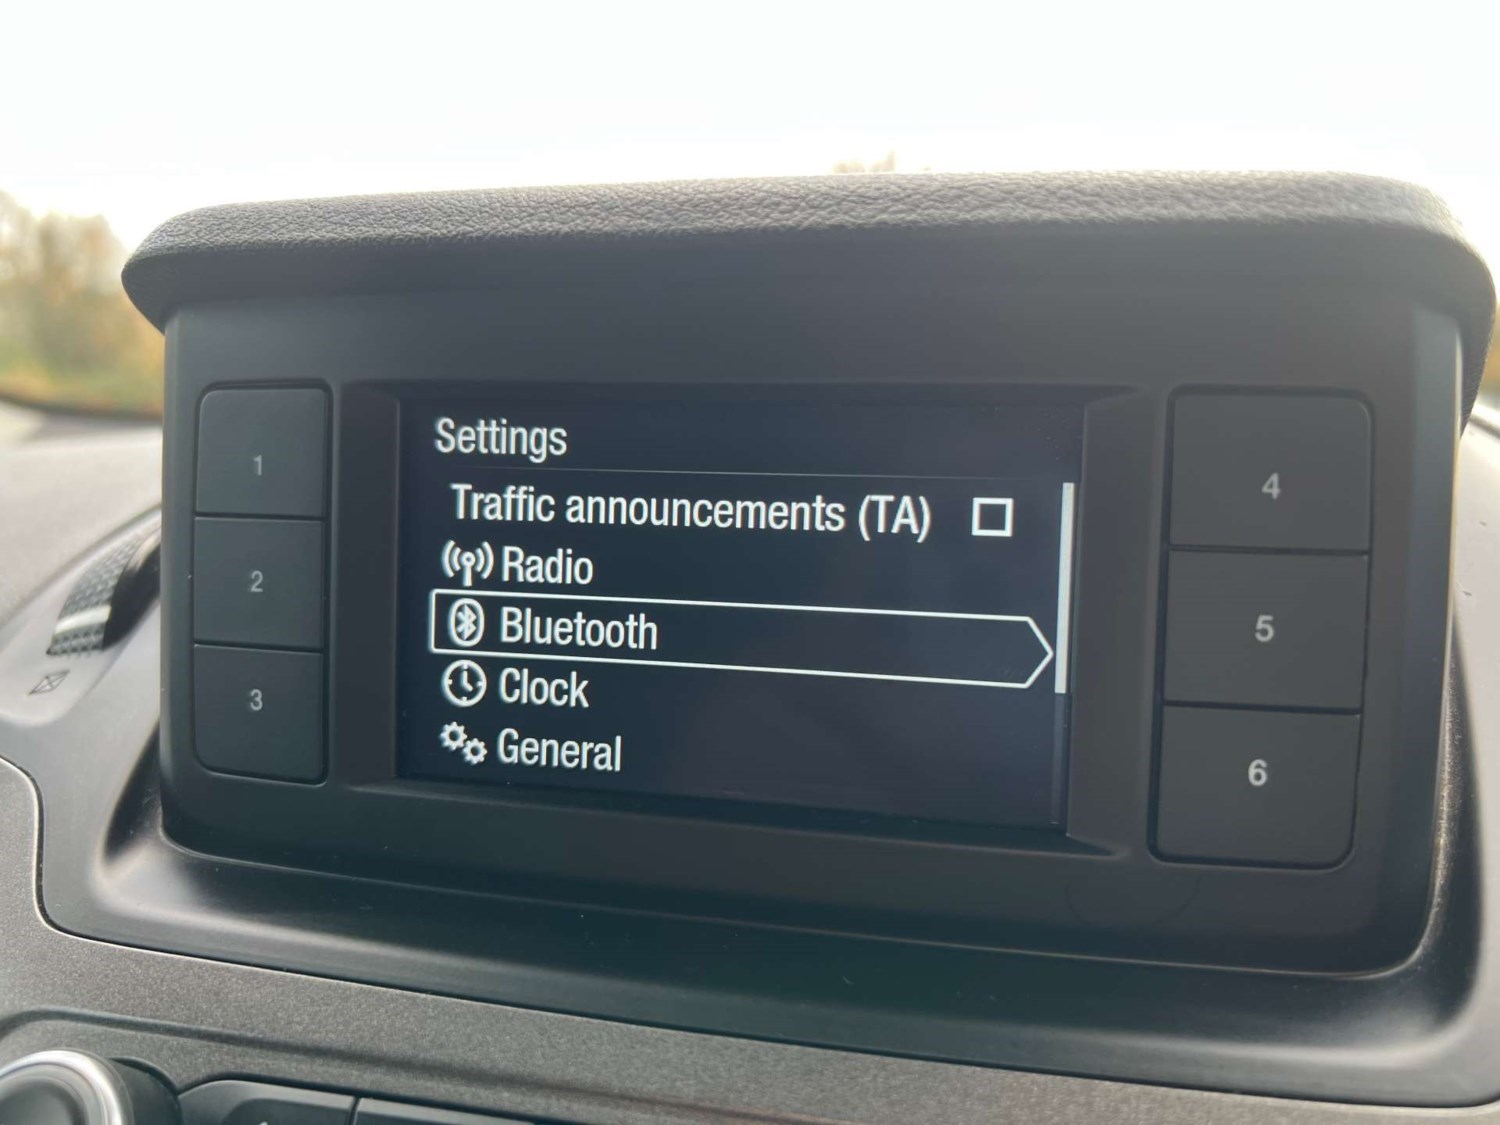 Settings
Traffic announcements (TA)
Radio
Bluetooth
Clock
General
1
2
3
4
5
6